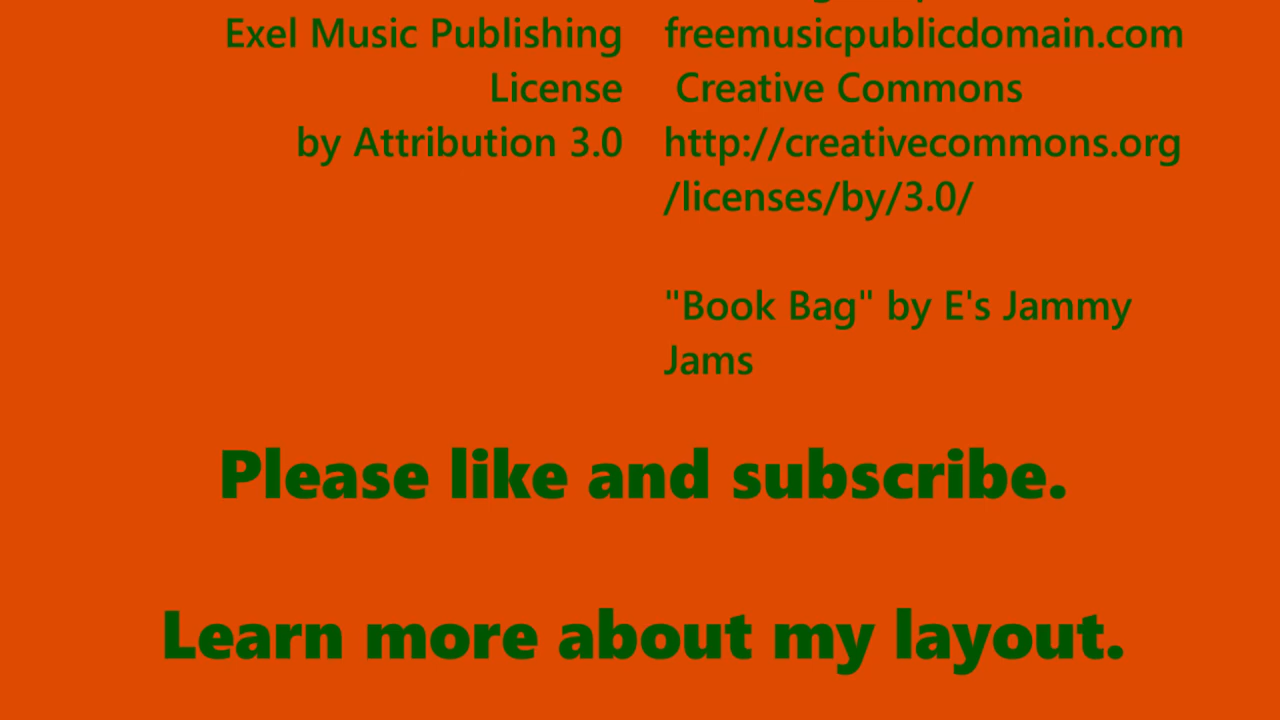 Exel Music Publishing freemusicpublicdomain.com
License Creative Commons
by Attribution 3.0 http://creativecommons.org
/licenses/by/3.0/
"Book Bag" by E's Jammy
Jams
Please like and subscribe.
Learn more about my layout.